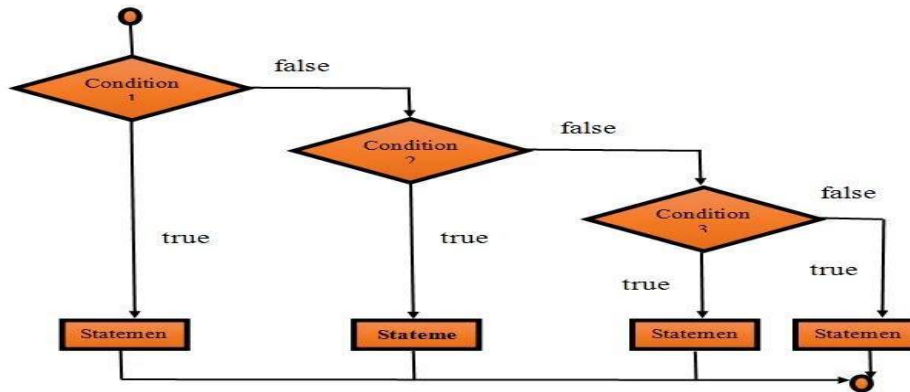 Condition
1
false
Condition
2
false
Condition
3
false
true
true
true
true
Statemen
Stateme
Statemen
Statemen